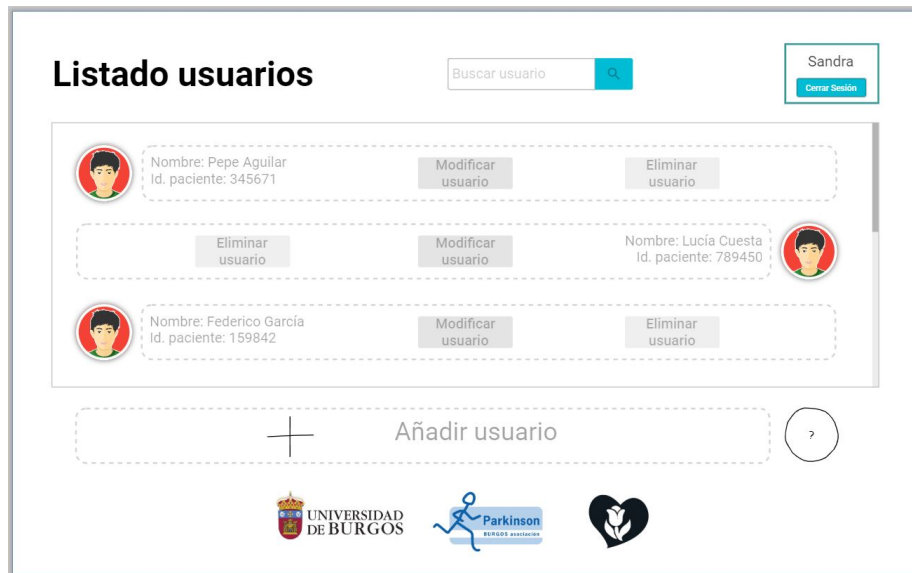 Listado usuarios
Buscar usuario
Sandra
Cerrar Sesión
Nombre: Pepe Aguilar
Id. paciente: 345671
Modificar
usuario
Eliminar
usuario
Eliminar
usuario
Modificar
usuario
Nombre: Lucía Cuesta
Id. paciente: 789450
Nombre: Federico García
Id. paciente: 159842
Modificar
usuario
Eliminar
usuario
Añadir usuario
?
UNIVERSIDAD
DE BURGOS
Parkinson
BURGOS asociación